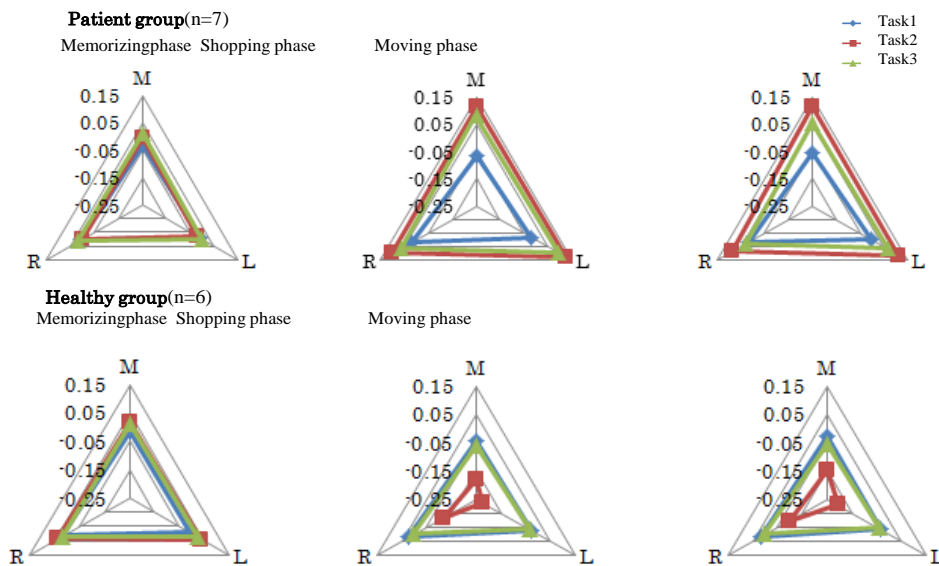 Patient group(n=7)
Memorizingphase Shopping phase Moving phase
Task1
Task2
Task3
M
0.15
0.05
-0.05
-0.15
-0.25
R L
M
0.15
0.05
-0.05
-0.15
-0.25
R L
M
0.15
0.05
-0.05
-0.15
-0.25
R L
Healthy group(n=6)
Memorizingphase Shopping phase Moving phase
M
0.15
0.05
-0.05
-0.15
-0.25
R L
M
0.15
0.05
-0.05
-0.15
-0.25
R L
M
0.15
0.05
-0.05
-0.15
-0.25
R L